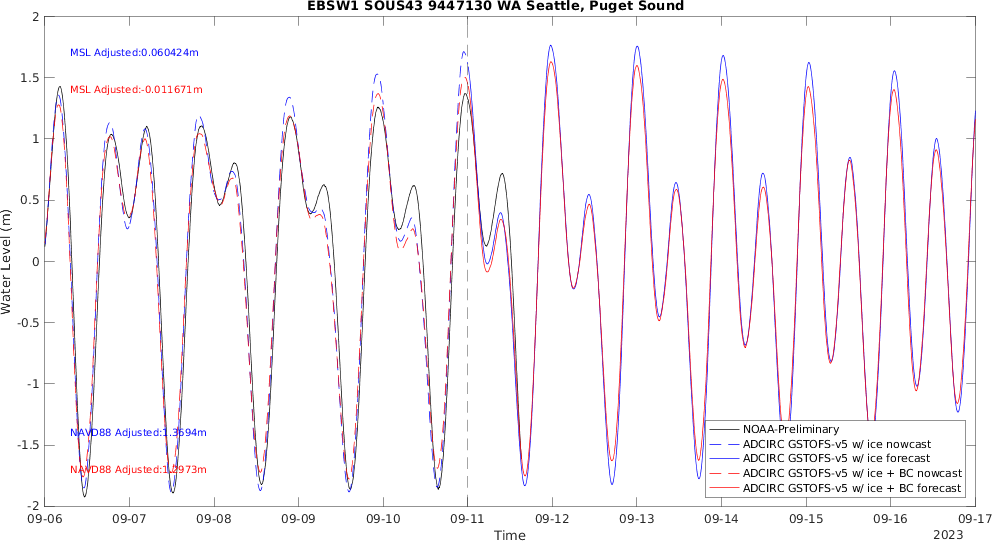 EBSW1 SOUS43 9447130 WA Seattle, Puget Sound
2
MSL Adjusted:0.060424m
1.5
MSL Adjusted:-0.011671m
1
0.5
0
-0.5
-1
NAVD88 Adjusted:1.3694m
-1.5
NAVD88 Adjusted:1.2973m
-2
Water Level (m)
NOAA-Preliminary
ADCIRC GSTOFS-v5 w/ ice nowcast
ADCIRC GSTOFS-v5 w/ ice forecast
ADCIRC GSTOFS-v5 w/ ice + BC nowcast
ADCIRC GSTOFS-v5 w/ ice + BC forecast
09-06 09-07 09-08 09-09 09-10 09-11 09-12 09-13 09-14 09-15 09-16 09-17
Time
2023